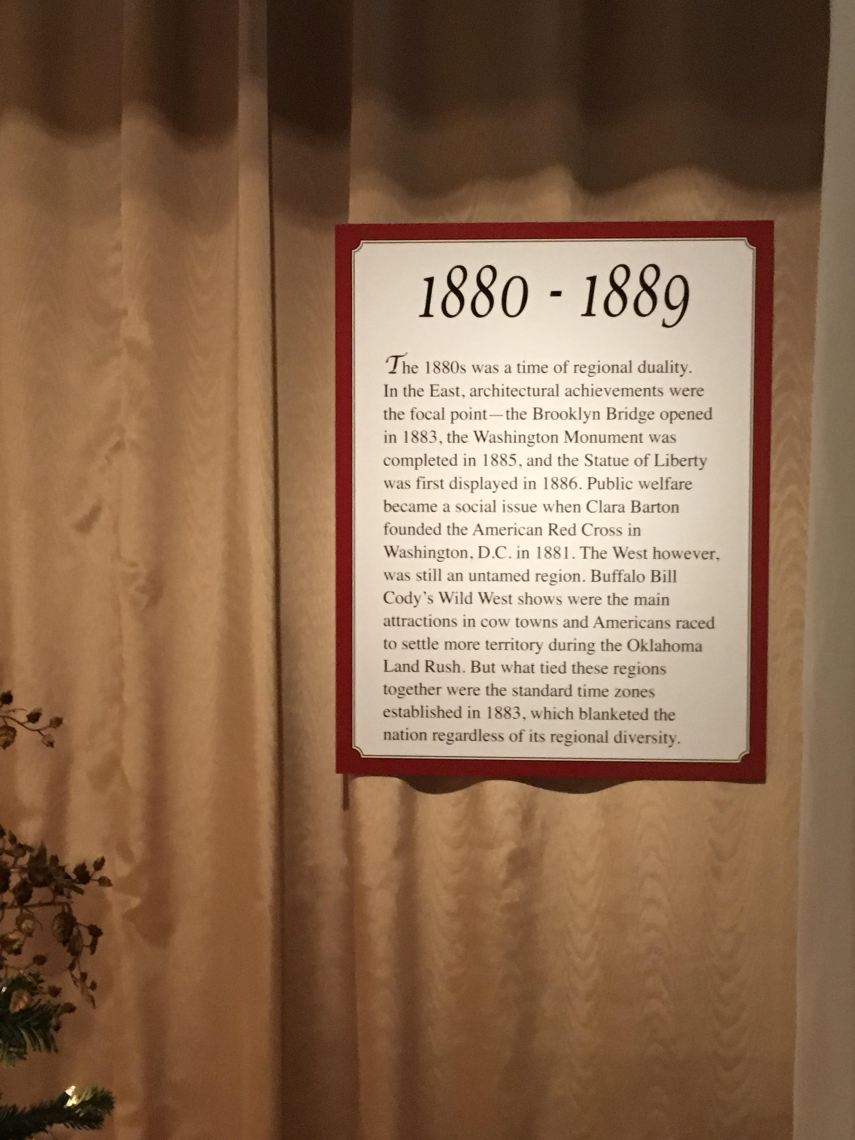 1880 - 1889
The 1880s was a time of regional duality.
In the East, architectural achievements were
the focal point—the Brooklyn Bridge opened
in 1883, the Washington Monument was
completed in 1885, and the Statue of Liberty
was first displayed in 1886. Public welfare
became a social issue when Clara Barton
founded the American Red Cross in
Washington, D.C. in 1881. The West however,
was still an untamed region. Buffalo Bill
Cody's Wild West shows were the main
attractions in cow towns and Americans raced
to settle more territory during the Oklahoma
Land Rush. But what tied these regions
together were the standard time zones
established in 1883, which blanketed the
nation regardless of its regional diversity.